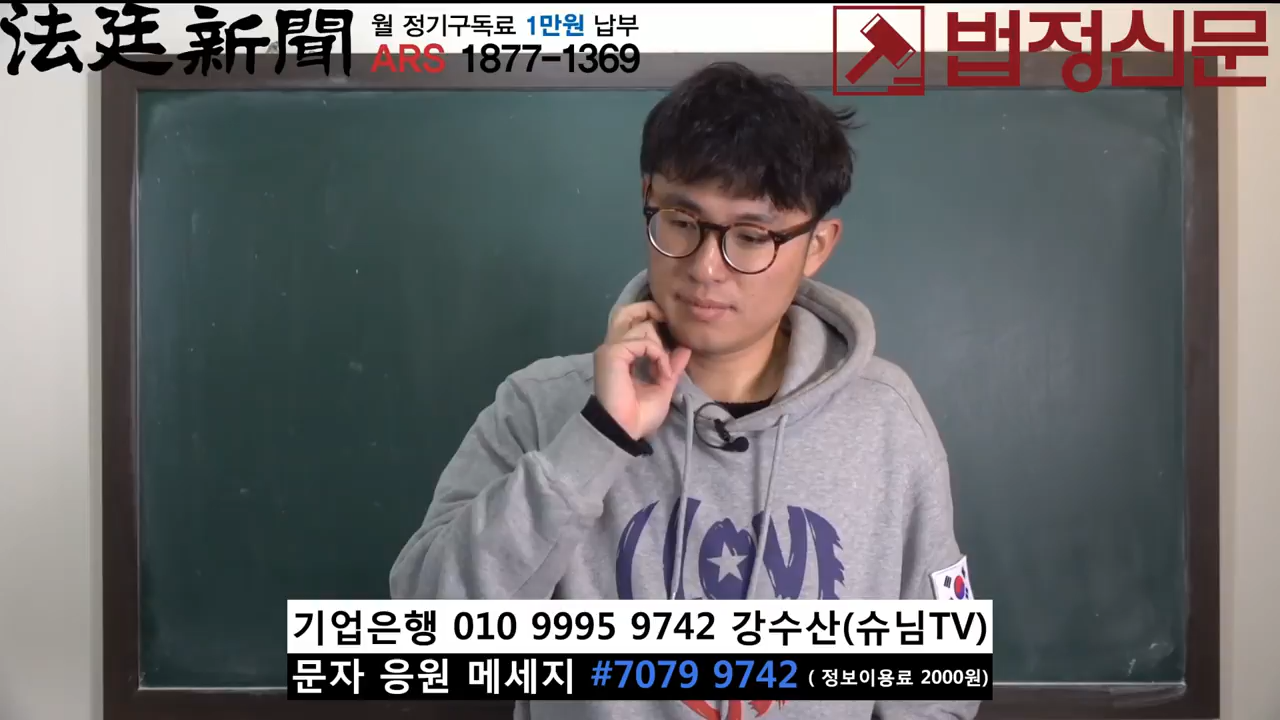 法廷新聞
월 정기구독료 1만원 납부
ARS 1877-1369
법정신문
기업은행 010 9995 9742 강수산(슈님TV)
문자 응원 메세지 #7079 9742 ( 정보이용료 2000원)